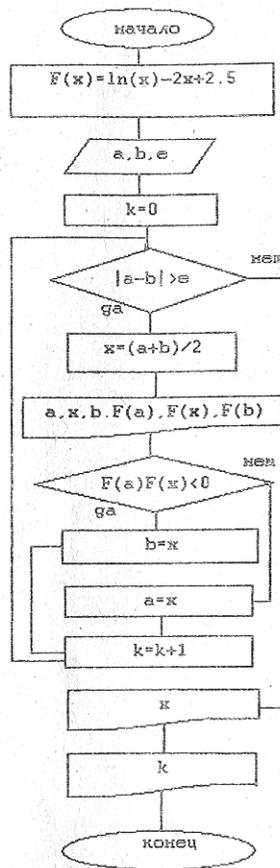 начало
F(x)=ln(x)-2x+2.5
a,b,e
k=0
|a-b|>e
нет
да
x=(a+b)/2
a,x,b.F(a),F(x),F(b)
F(a)F(x)<0
нет
да
b=x
a=x
k=k+1
x
k
конец